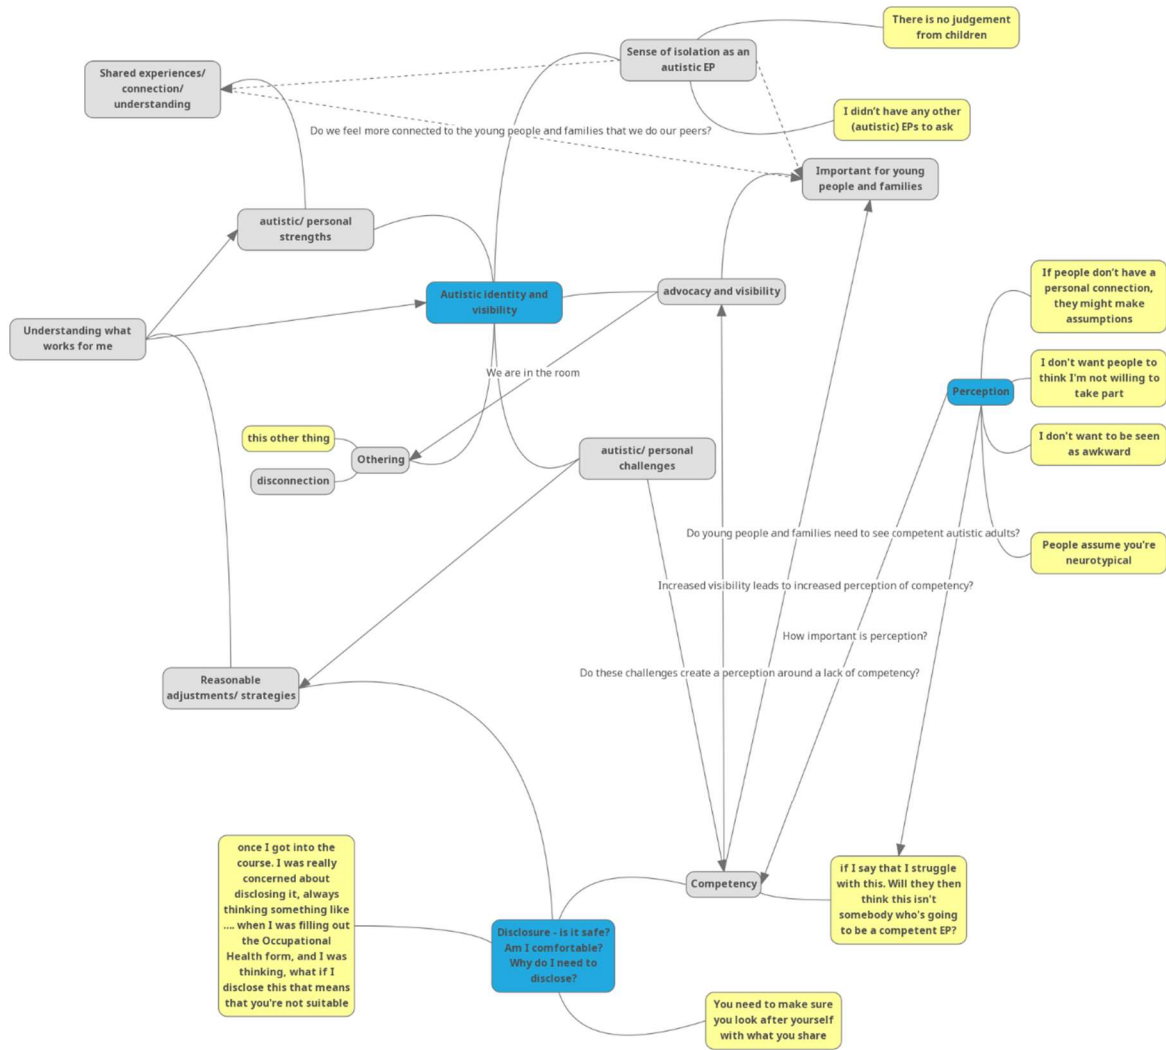 There is no judgement
from children
Sense of isolation as an
autistic EP
Shared experiences/
connection/
understanding
I didn't have any other
(autistic) EPs to ask
Do we feel more connected to the young people and families that we do our peers?
Important for young
people and families
autistic/ personal
strengths
If people don't have a
personal connection,
they might make
assumptions
Autistic identity and
visibility
advocacy and visibility
Understanding what
works for me
I don't want people to
think I'm not willing to
take part
We are in the room
Perception
this other thing
I don't want to be seen
as awkward
Othering
autistic/ personal
challenges
disconnection
Do young people and families need to see competent autistic adults?
People assume you're
neurotypical
Increased visibility leads to increased perception of competency?
How important is perception?
Do these challenges create a perception around a lack of competency?
Reasonable
adjustments/ strategies
once I got into the
course. I was really
concerned about
disclosing it, always
thinking something like
.... when I was filling out
the Occupational
Health form, and I was
thinking, what if I
disclose this that means
that you're not suitable
Competency
if I say that I struggle
with this. Will they then
think this isn't
somebody who's going
to be a competent EP?
Disclosure - is it safe?
Am I comfortable?
Why do I need to
disclose?
You need to make sure
you look after yourself
with what you share